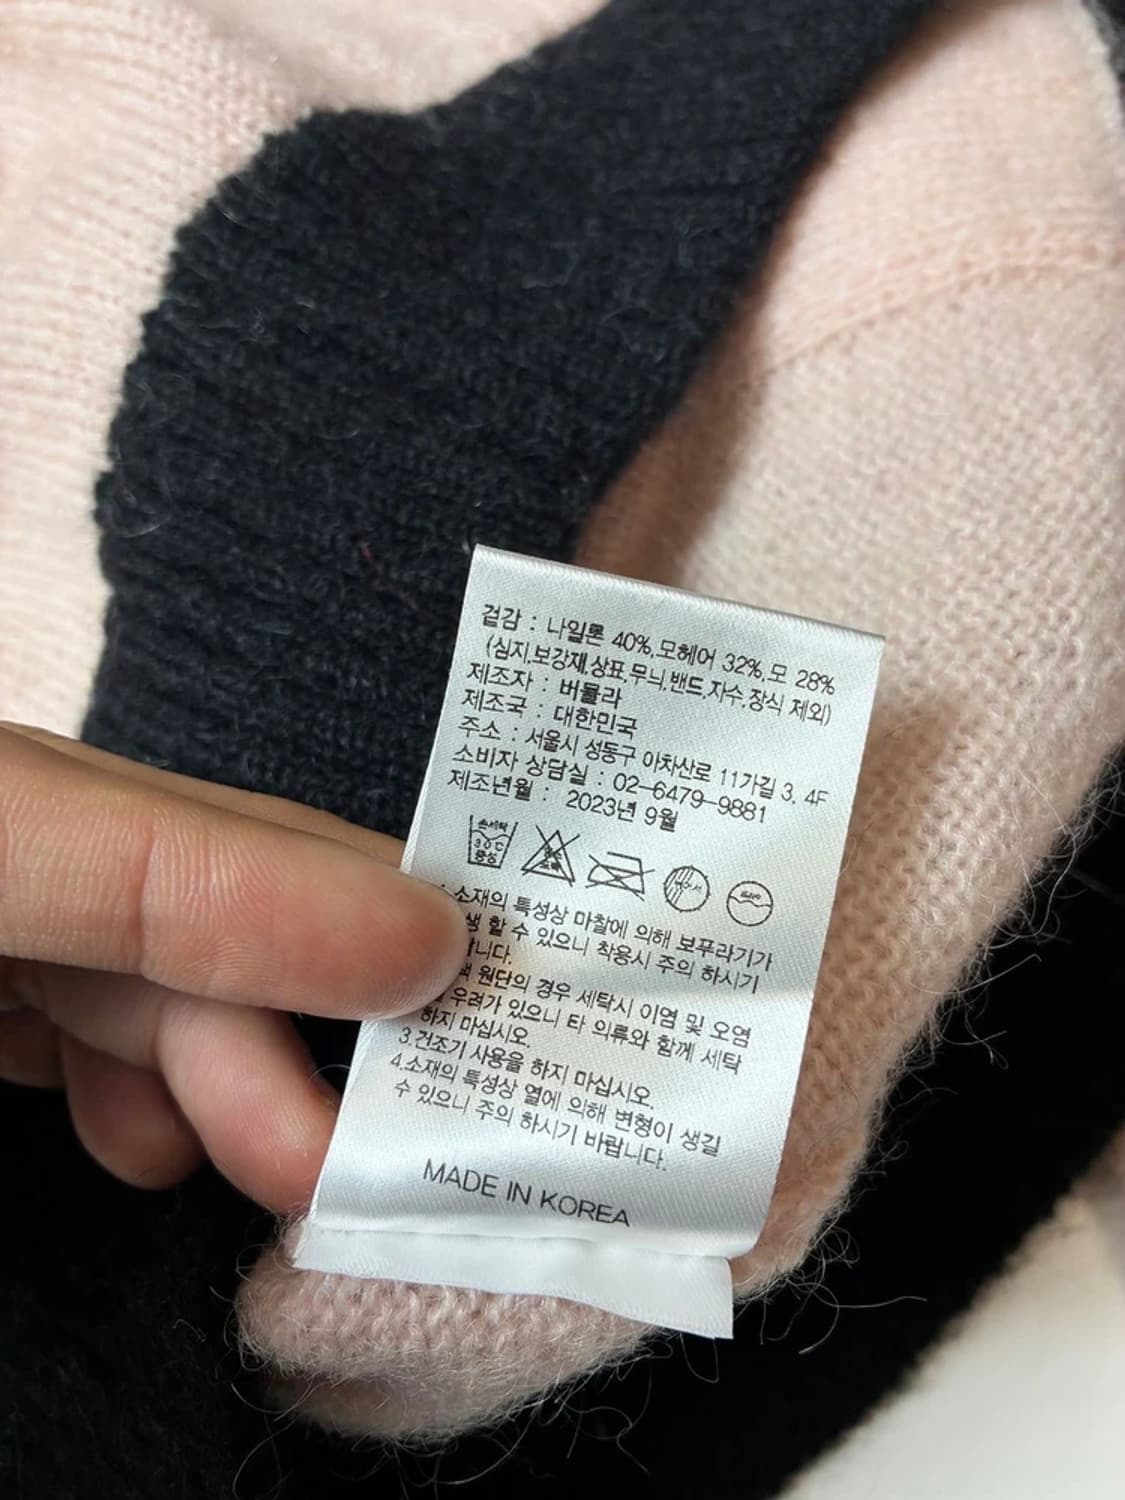 겉감 : 나일론 40%,모헤어 32%,모 28%
(심지,보강재,상표,무늬,밴드,자수,장식 제외)
제조자 : 버뮬라
제조국 : 대한민국
주소 : 서울시 성동구 아차산로 11가길 3, 4F
소비자 상담실 : 02-6479-9881
제조년월 : 2023년 9월
손세탁
30℃
중성
소재의 특성상 마찰에 의해 보푸라기가
할 수 있으니 착용시 주의 하시기
원단의 경우 세탁시 이염 및 오염
우려가 있으니 타 의류와 함께 세탁
하지 마십시오.
3.건조기 사용을 하지 마십시오.
4.소재의 특성상 열에 의해 변형이 생길
수 있으니 주의 하시기 바랍니다.
MADE IN KOREA